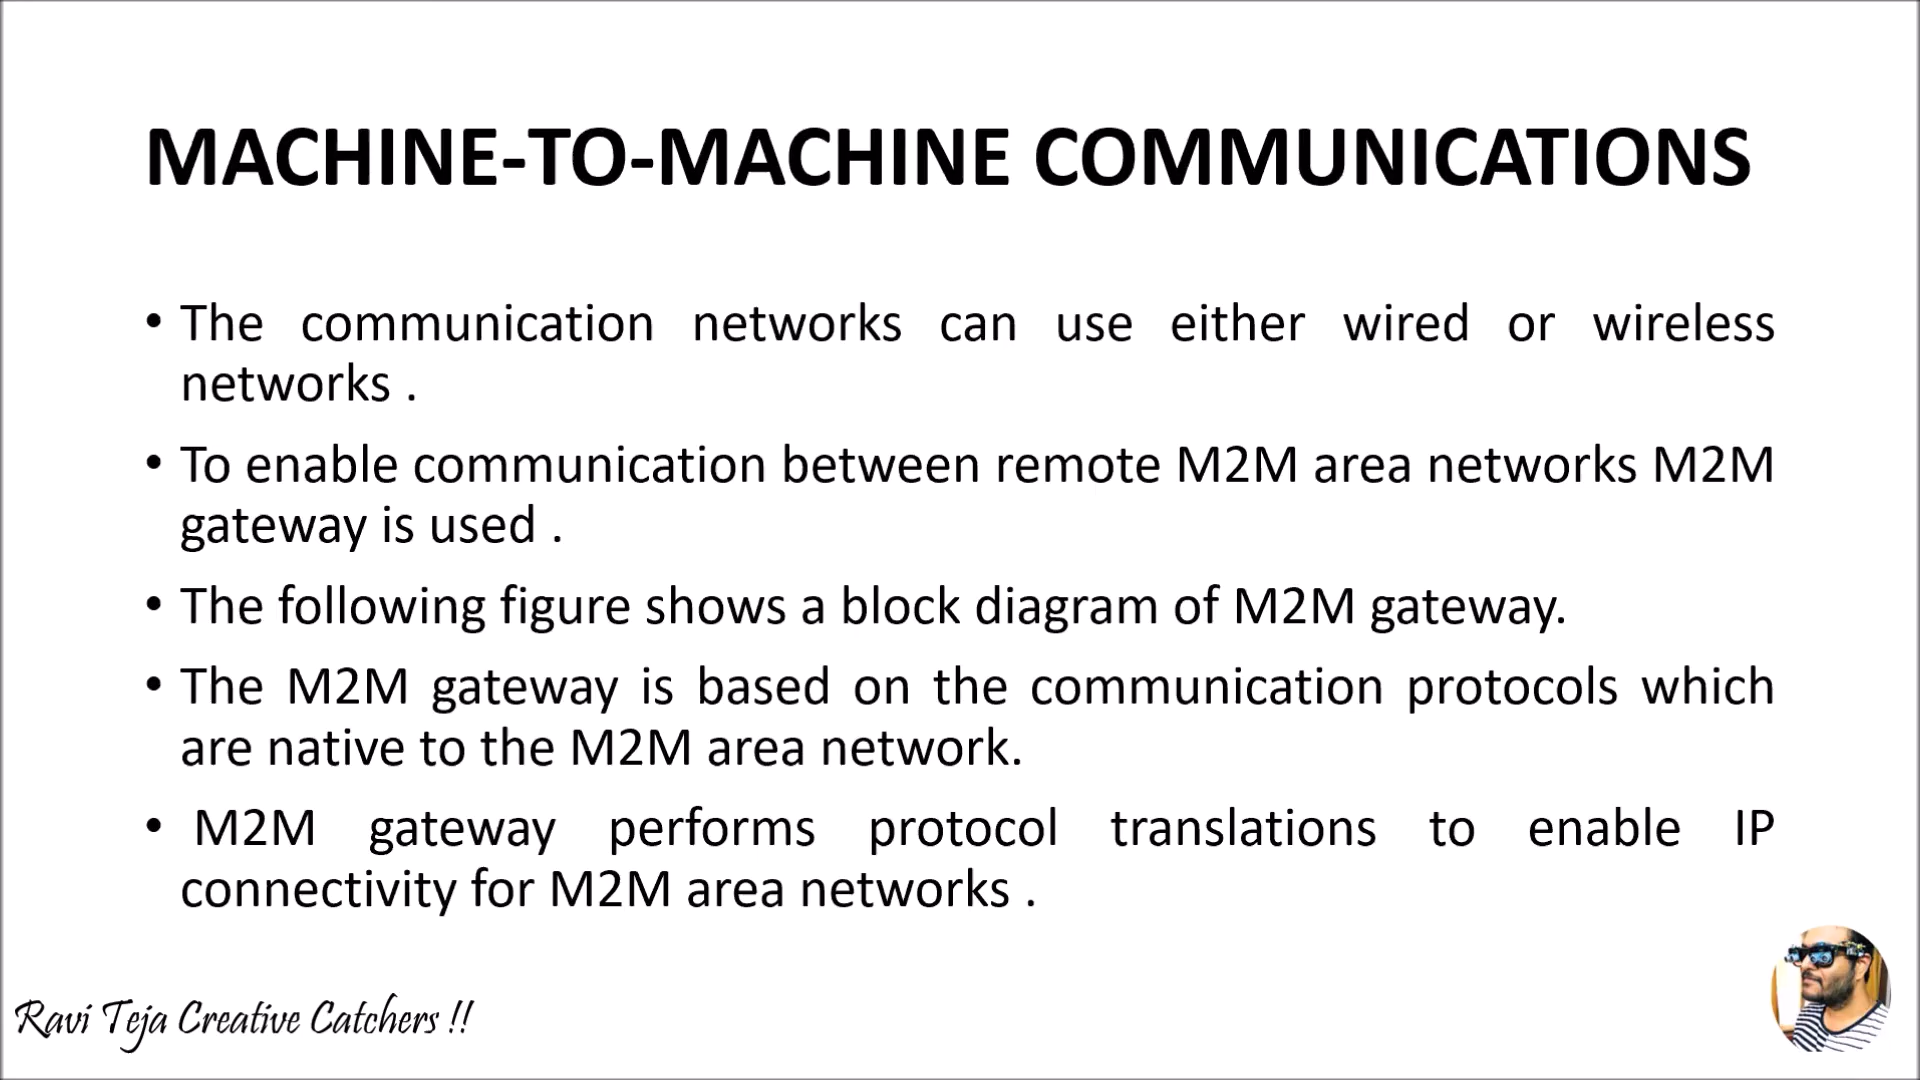 MACHINE-TO-MACHINE COMMUNICATIONS
• The communication networks can use either wired or wireless
networks .
• To enable communication between remote M2M area networks M2M
gateway is used .
• The following figure shows a block diagram of M2M gateway.
• The M2M gateway is based on the communication protocols which
are native to the M2M area network.
• M2M gateway performs protocol translations to enable IP
connectivity for M2M area networks .
Ravi Teja Creative Catchers !!